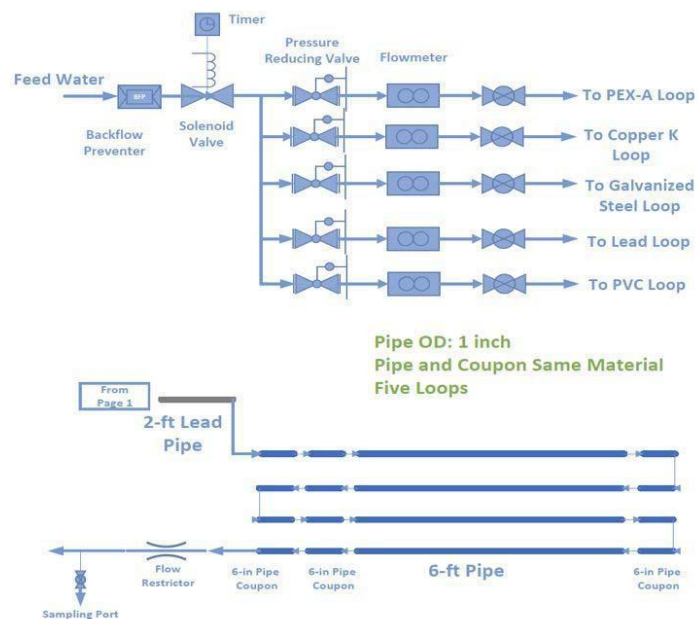 Timer
Pressure
Reducing Valve
Flowmeter
Feed Water
BFP
Backflow
Preventer
Solenoid
Valve
To PEX-A Loop
To Copper K
Loop
To Galvanized
Steel Loop
To Lead Loop
To PVC Loop
Pipe OD: 1 inch
Pipe and Coupon Same Material
Five Loops
From
Page 1
2-ft Lead
Pipe
Flow
Restrictor
6-in Pipe
Coupon
6-in Pipe
Coupon
6-ft Pipe
6-in Pipe
Coupon
Sampling Port